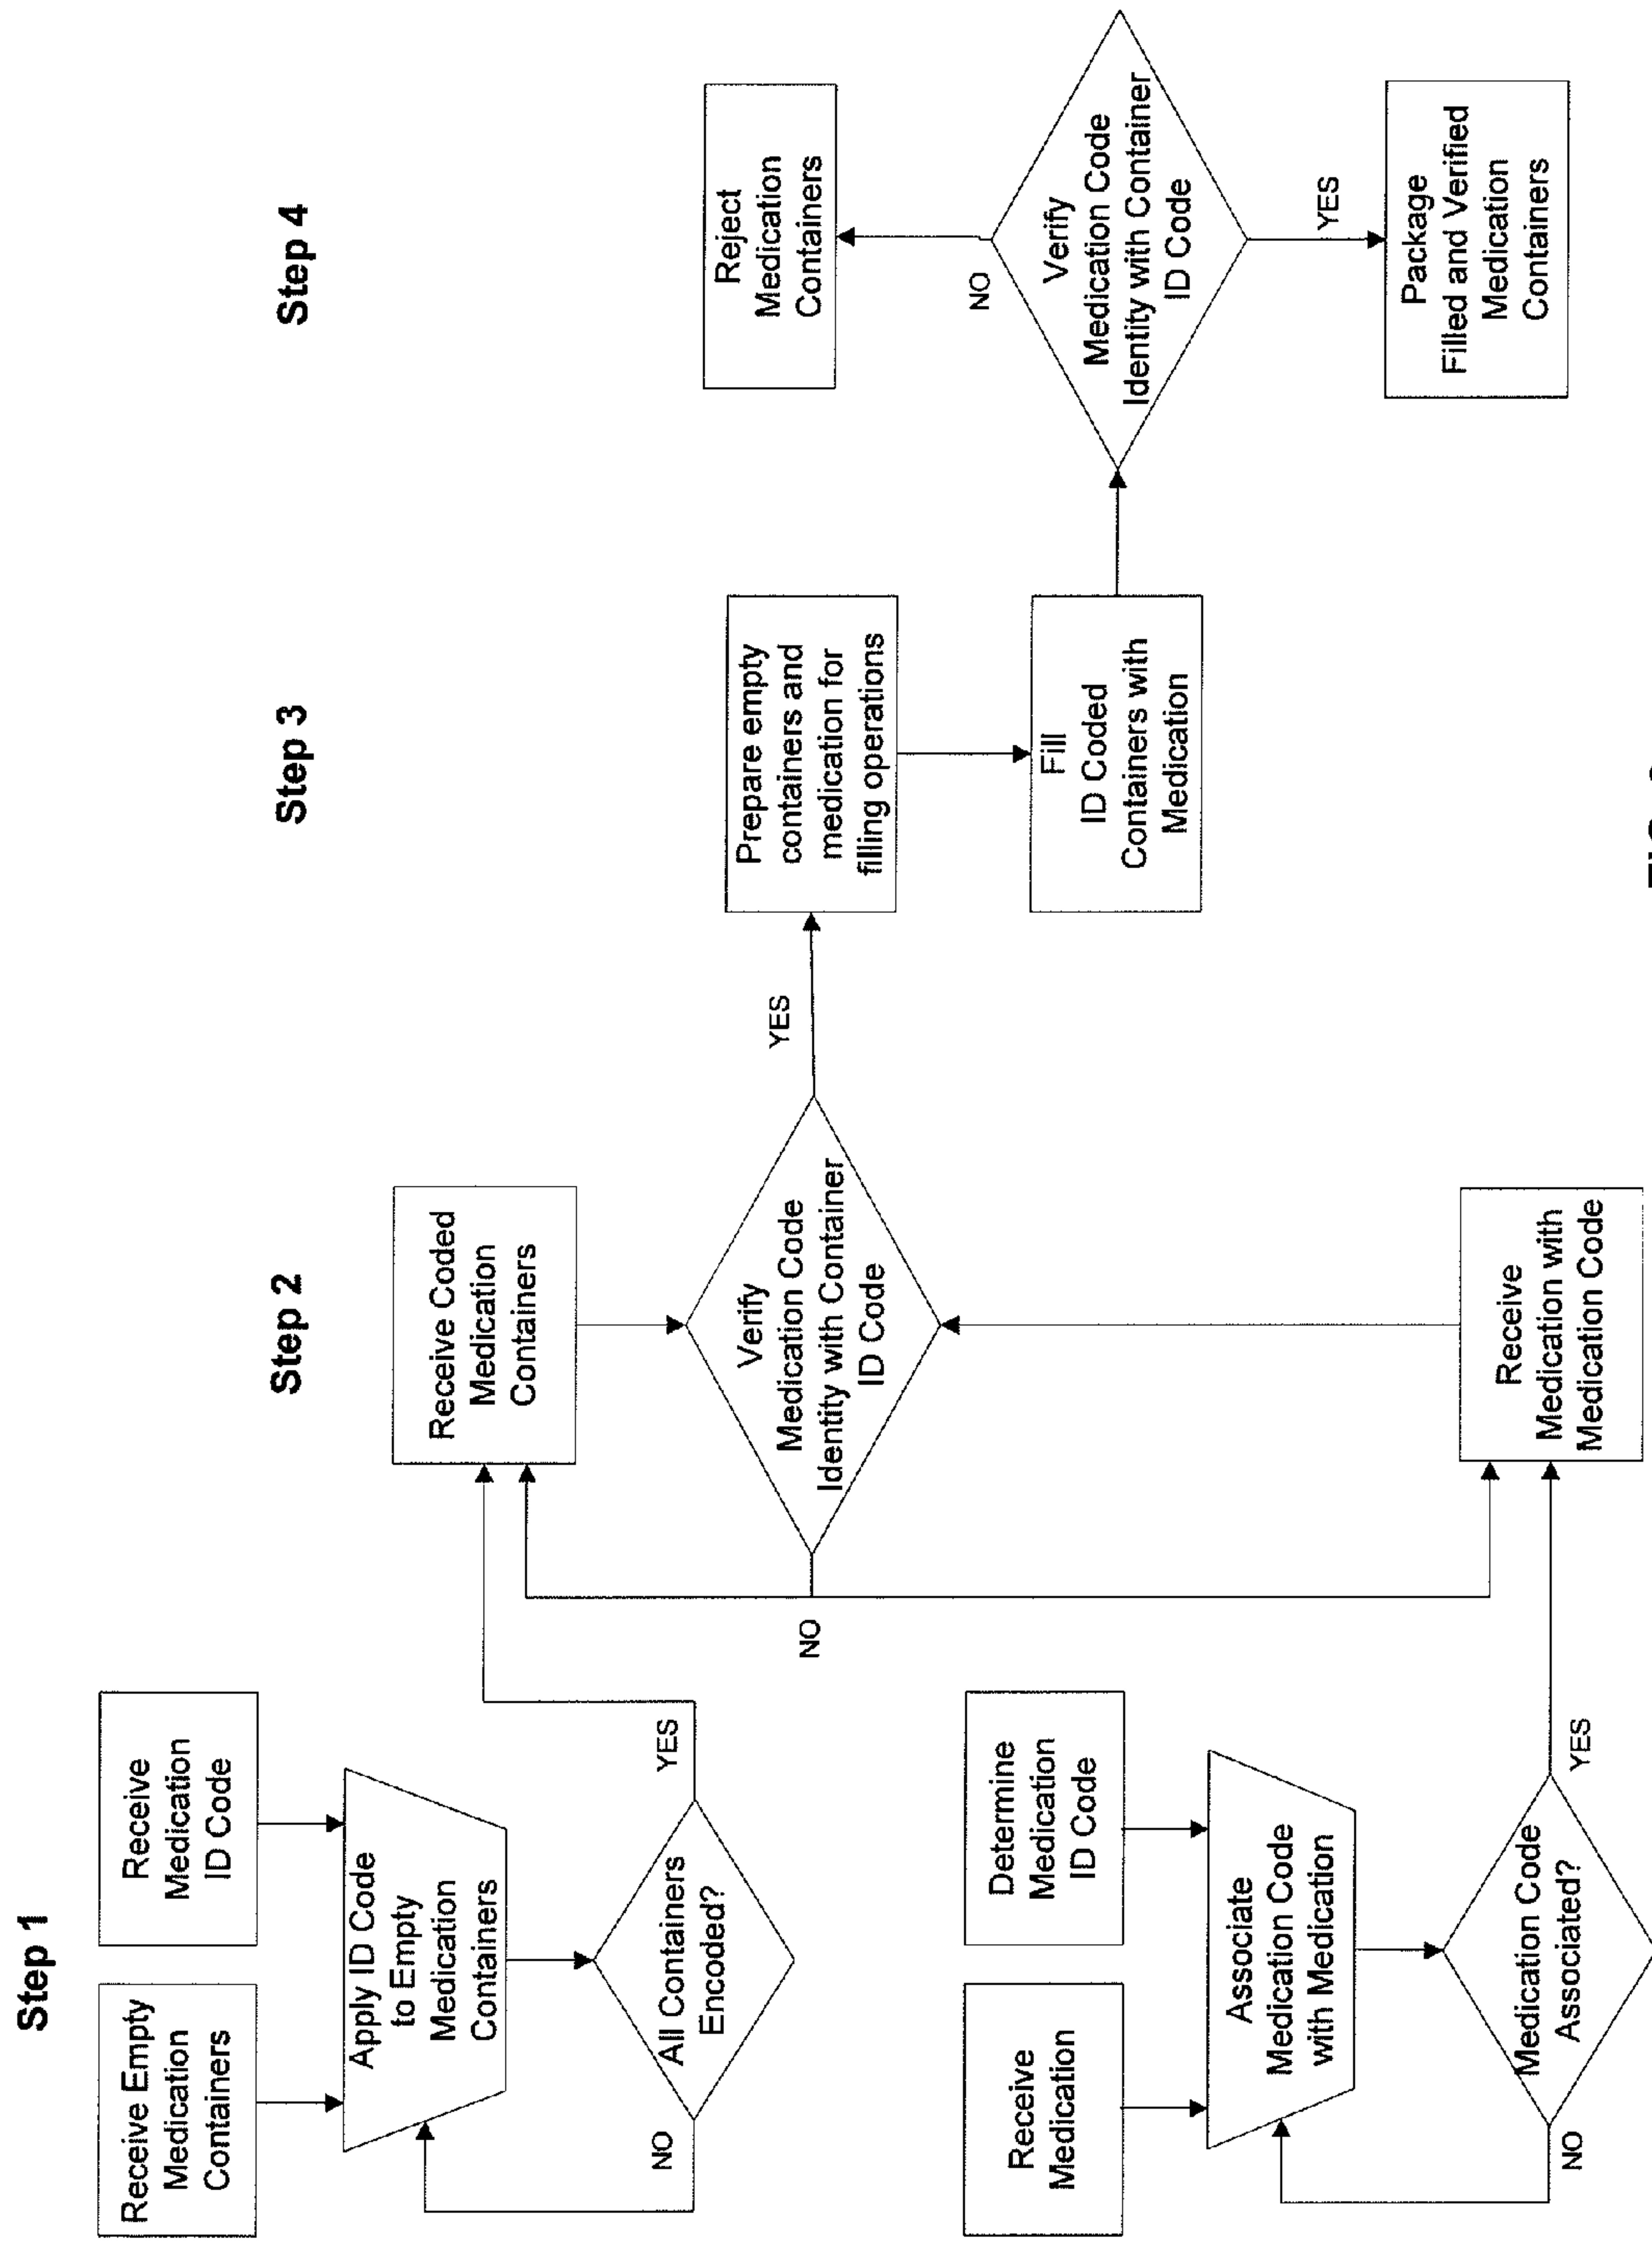 Step 1
Receive Empty
Medication
Containers
Receive
Medication
ID Code
Apply ID Code
to Empty
Medication
Containers
All Containers
Encoded?
NO
YES
Receive
Medication
Determine
Medication
ID Code
Associate
Medication Code
with Medication
Medication Code
Associated?
NO
YES
Step 2
Receive Coded
Medication
Containers
Verify
Medication Code
Identity with Container
ID Code
NO
YES
Receive
Medication with
Medication Code
Step 3
Prepare empty
containers and
medication for
filling operations
Fill
ID Coded
Containers with
Medication
Step 4
Reject
Medication
Containers
NO
Verify
Medication Code
Identity with Container
ID Code
YES
Package
Filled and Verified
Medication
Containers